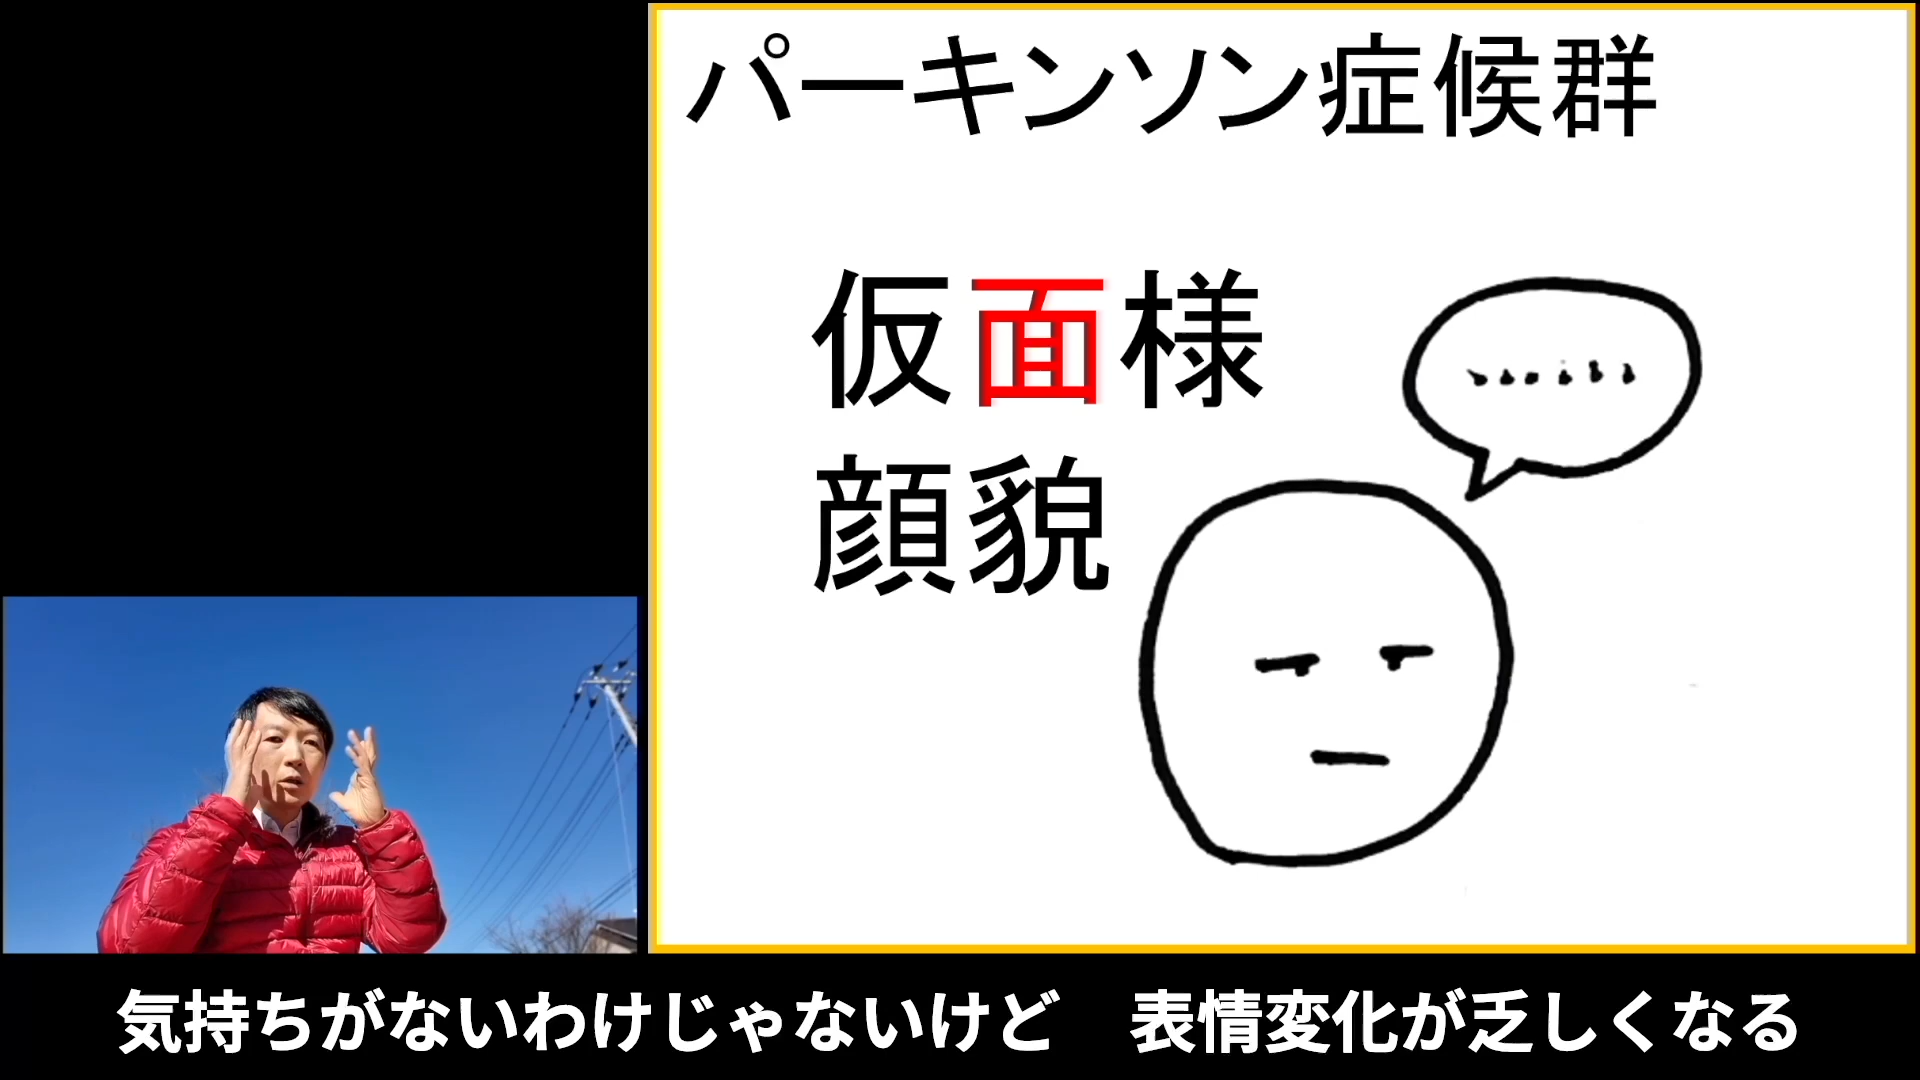 パーキンソン症候群
仮面様
顔貌
......
気持ちがないわけじゃないけど　表情変化が乏しくなる